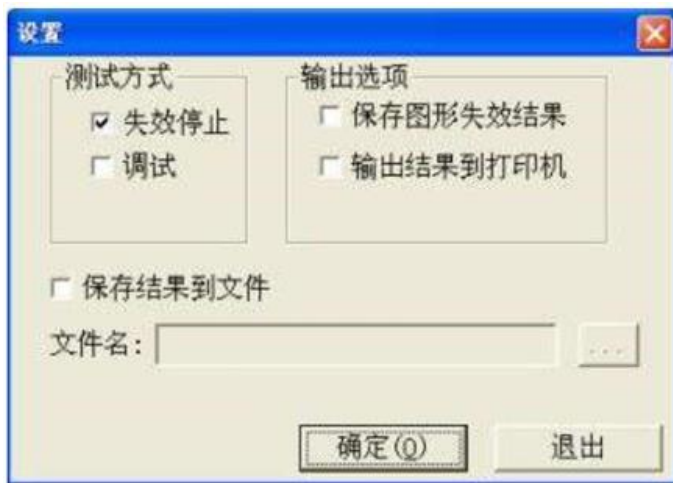 设置
测试方式
失效停止
调试
输出选项
保存图形失效结果
输出结果到打印机
保存结果到文件
文件名:
...
确定(O)
退出